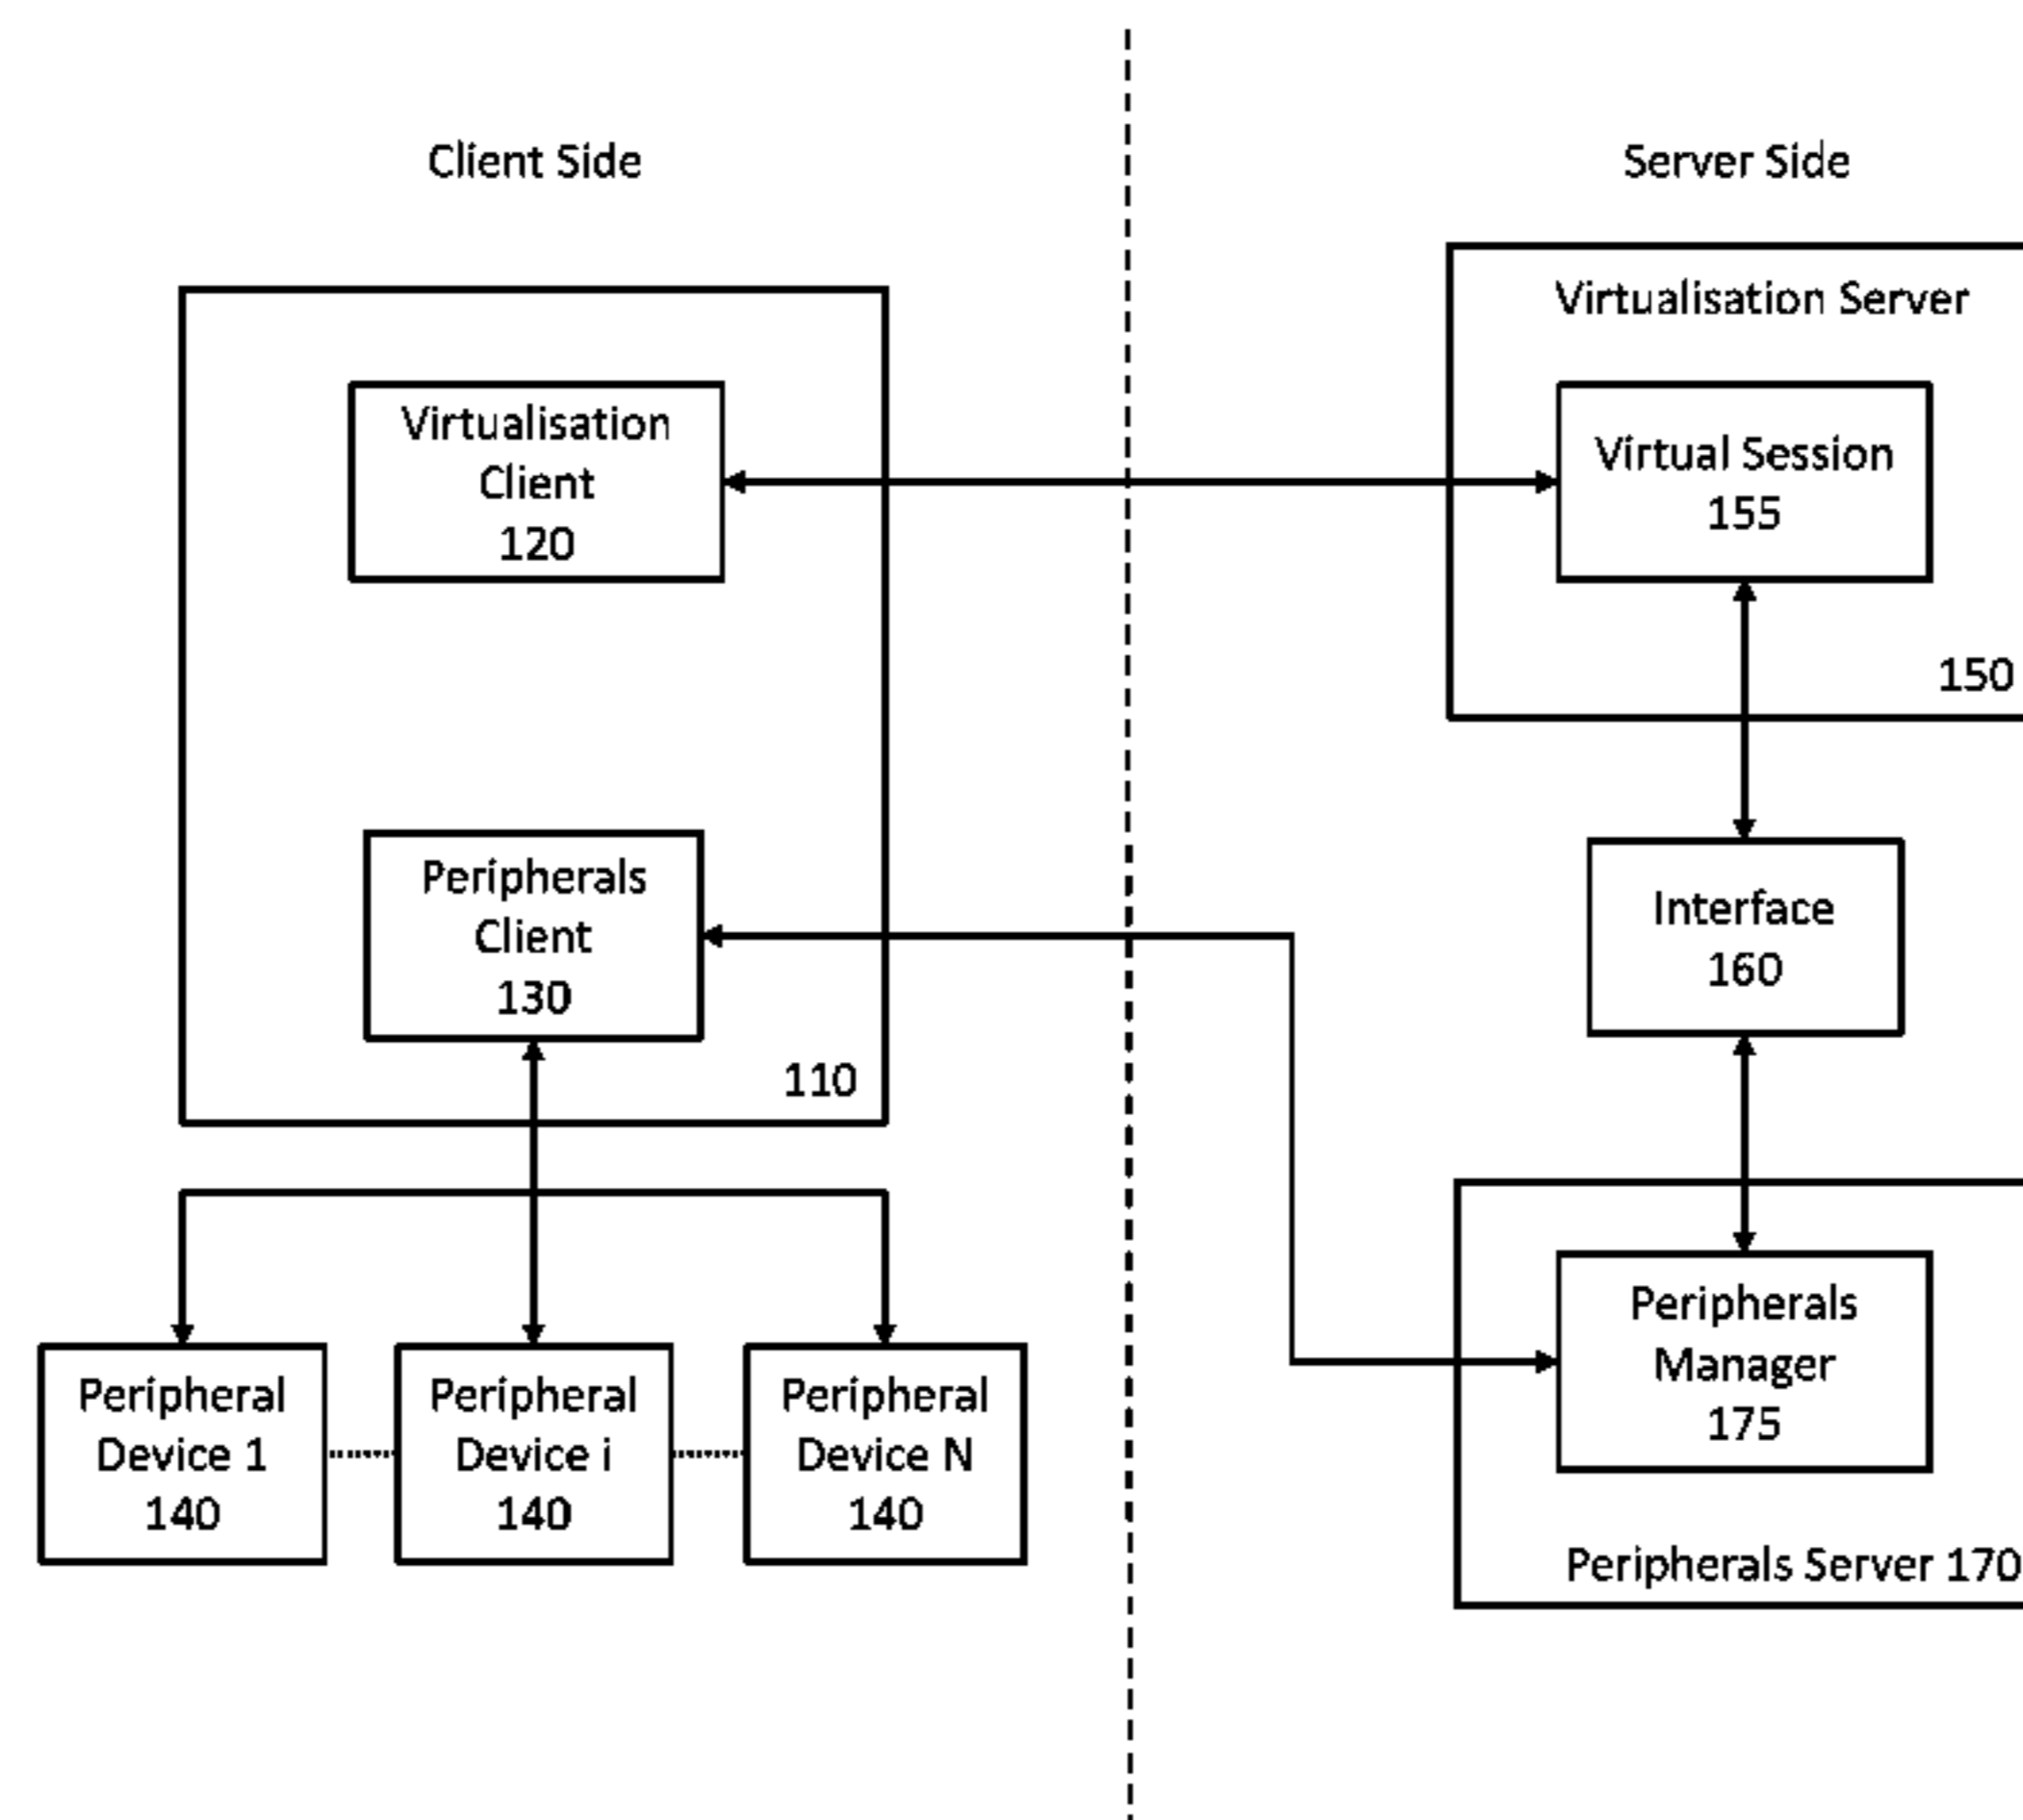 Client Side
Server Side
Virtualisation Server
Virtualisation
Client
120
Virtual Session
155
150
Peripherals
Client
130
110
Interface
160
Peripheral
Device 1
140
Peripheral
Device i
140
Peripheral
Device N
140
Peripherals
Manager
175
Peripherals Server 170